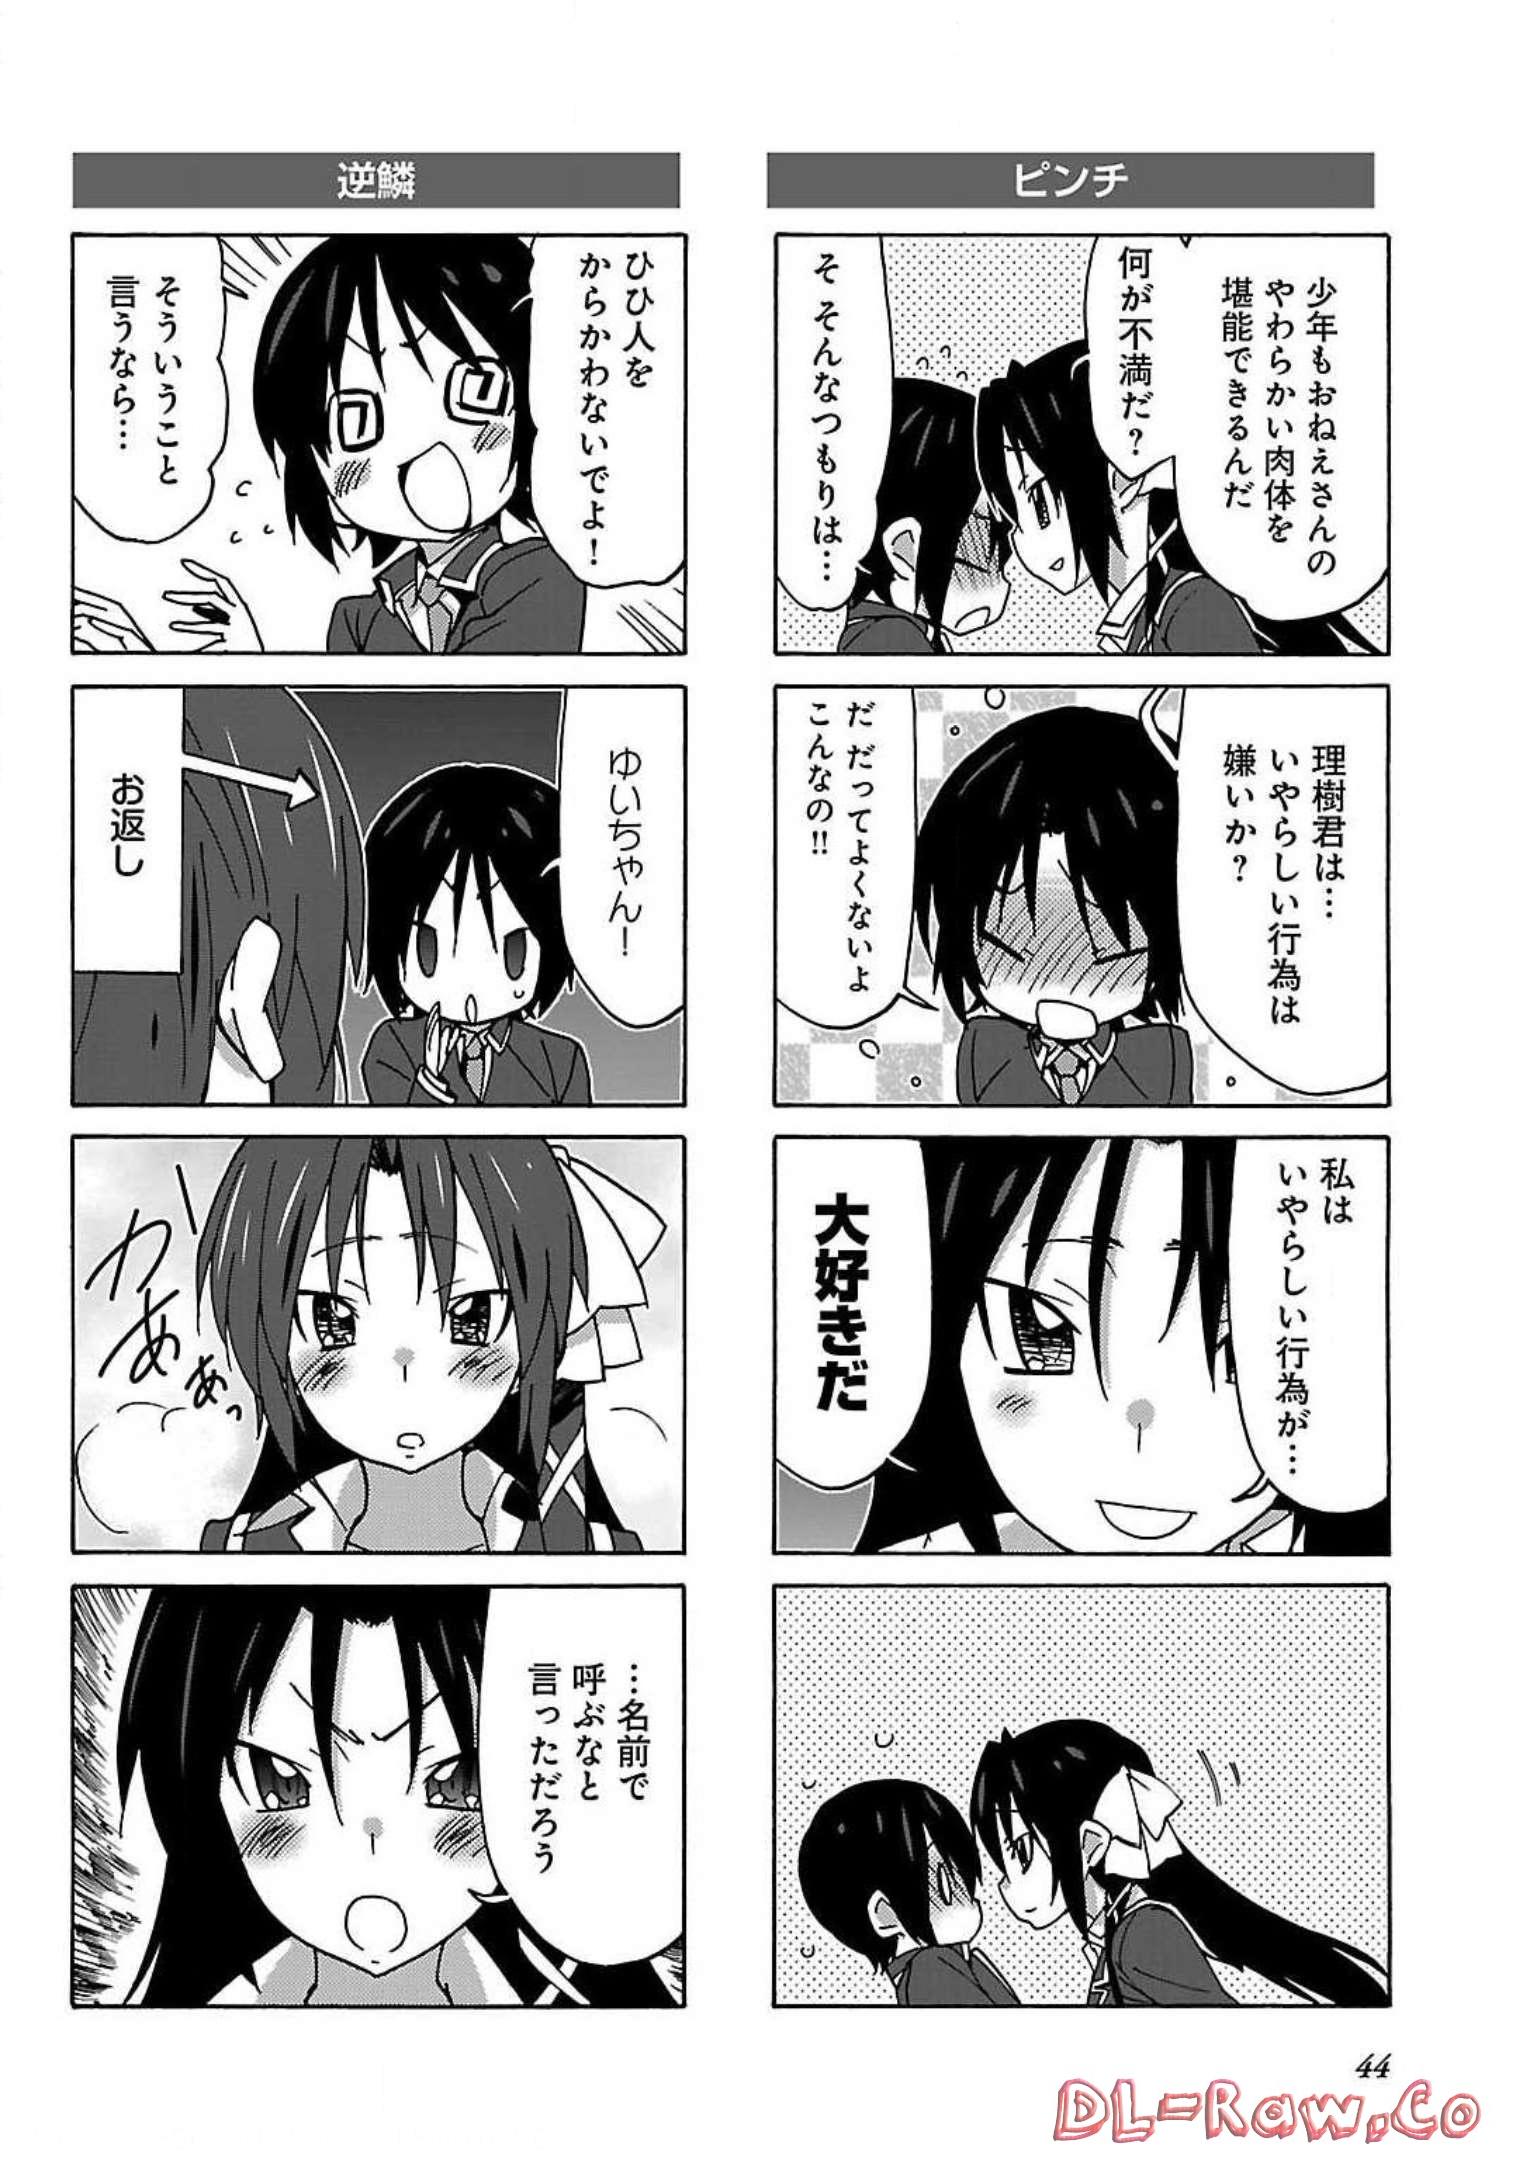 ピンチ
少年もおねえさんの
やわらかい肉体を
堪能できるんだ
何が不満だ?
そ そんなつもりは…
理樹君は…
いやらしい行為は
嫌いか?
だ だってよくないよ
こんなの!!
私は
いやらしい行為が…
大好きだ
逆鱗
ひひ人を
からかわないでよ!
そういうこと
言うなら…
ゆいちゃん!
お返し
かあぁぁっ
…名前で
呼ぶなと
言っただろう
44
DL-Raw.Co